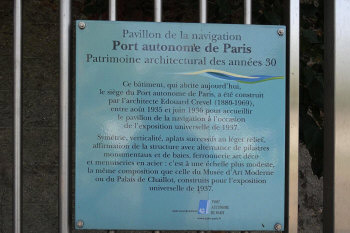 Pavillon de la navigation
Port autonome de Paris
Patrimoine architectural des années 30
Ce bâtiment, qui abrite aujourd'hui,
le siège du Port autonome de Paris, a été construit
par l'architecte Edouard Crevel (1880-1969),
entre août 1935 et juin 1936 pour accueillir
le pavillon de la navigation à l'occasion
de l'exposition universelle de 1937.
Symétrie, verticalité, aplats successifs au léger relief,
affirmation de la structure avec alternance de pilastres
monumentaux et de baies, ferronnerie art déco
et menuiseries en acier : c'est à une échelle plus modeste,
la même composition que celle du Musée d'Art Moderne
ou du Palais de Chaillot, construits pour l'exposition
universelle de 1937.
PORT
AUTONOME
DE PARIS